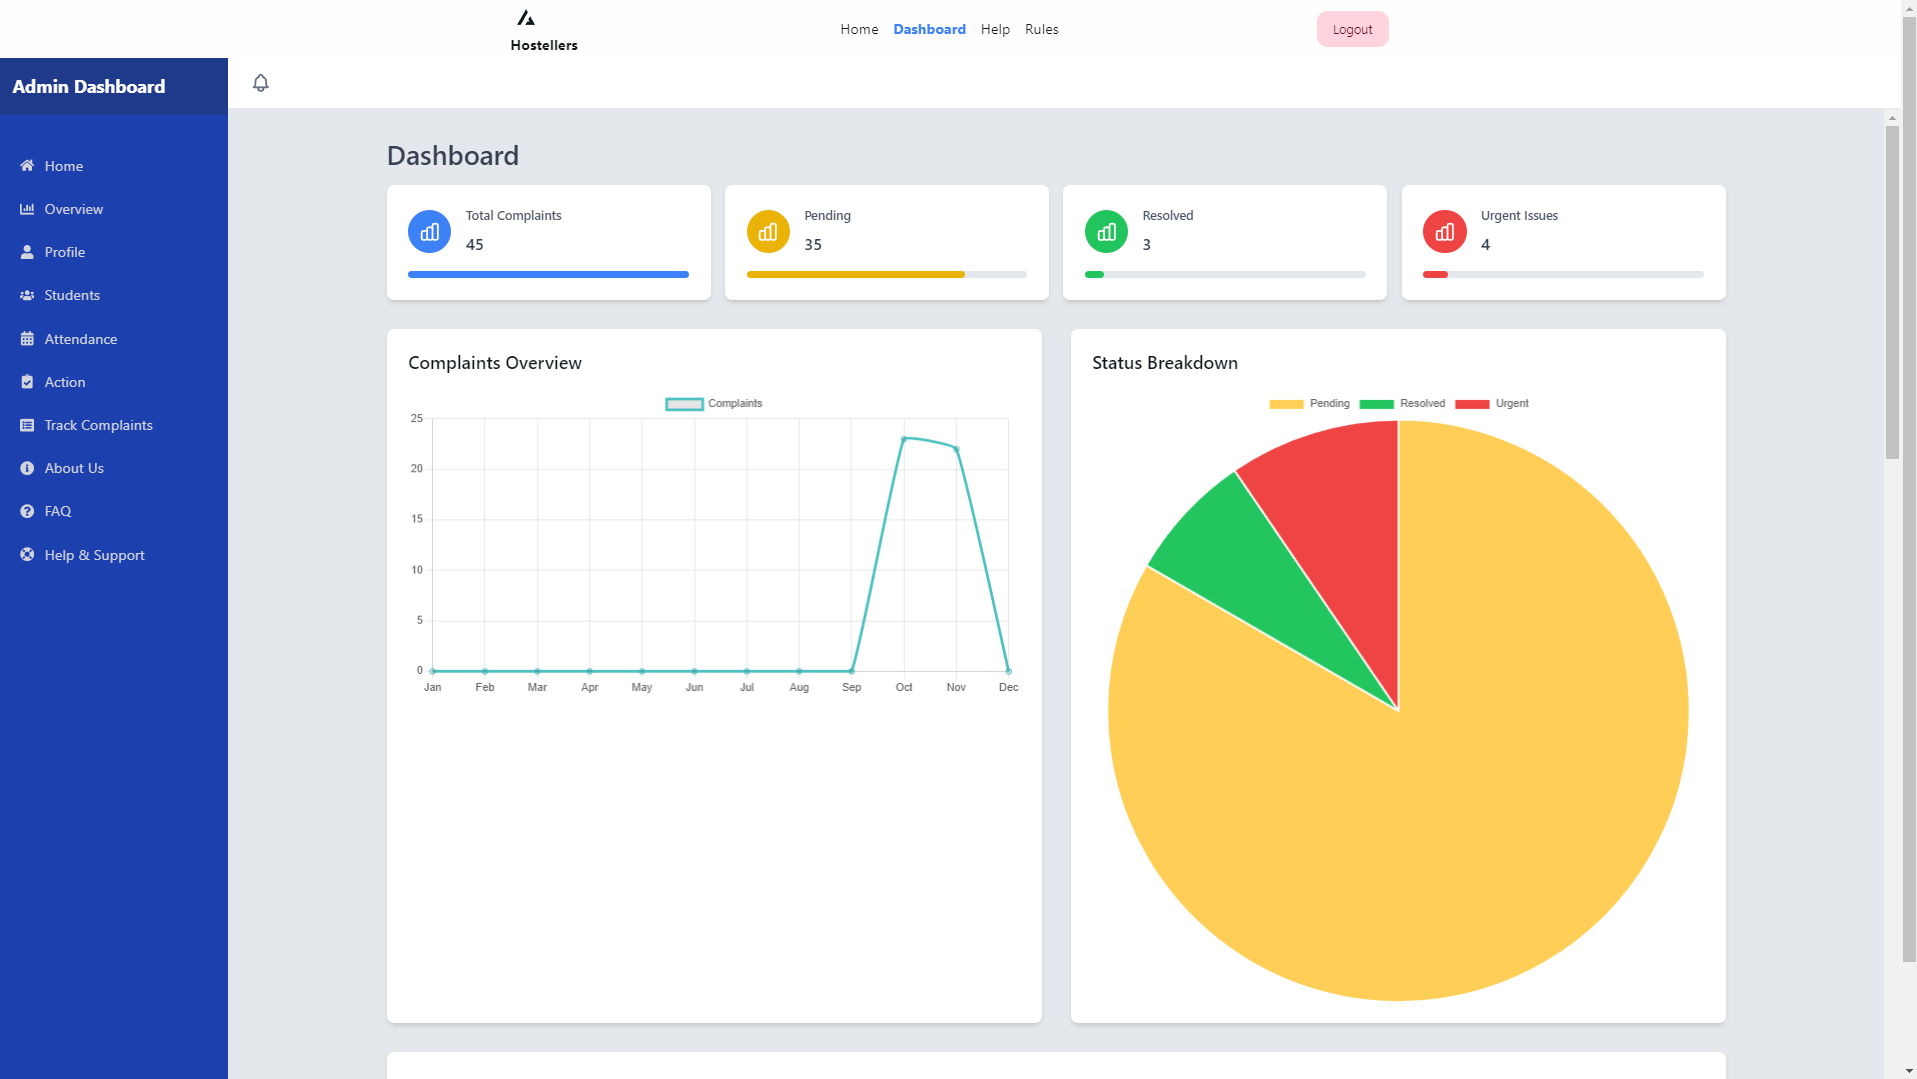 Hostellers
Home Dashboard Help Rules
Logout
Admin Dashboard
Home
Overview
Profile
Students
Attendance
Action
Track Complaints
About Us
FAQ
Help & Support
Dashboard
Total Complaints
45
Pending
35
Resolved
3
Urgent Issues
4
Complaints Overview
Complaints
25
20
15
10
5
0
Jan Feb Mar Apr May Jun Jul Aug Sep Oct Nov Dec
Status Breakdown
Pending Resolved Urgent